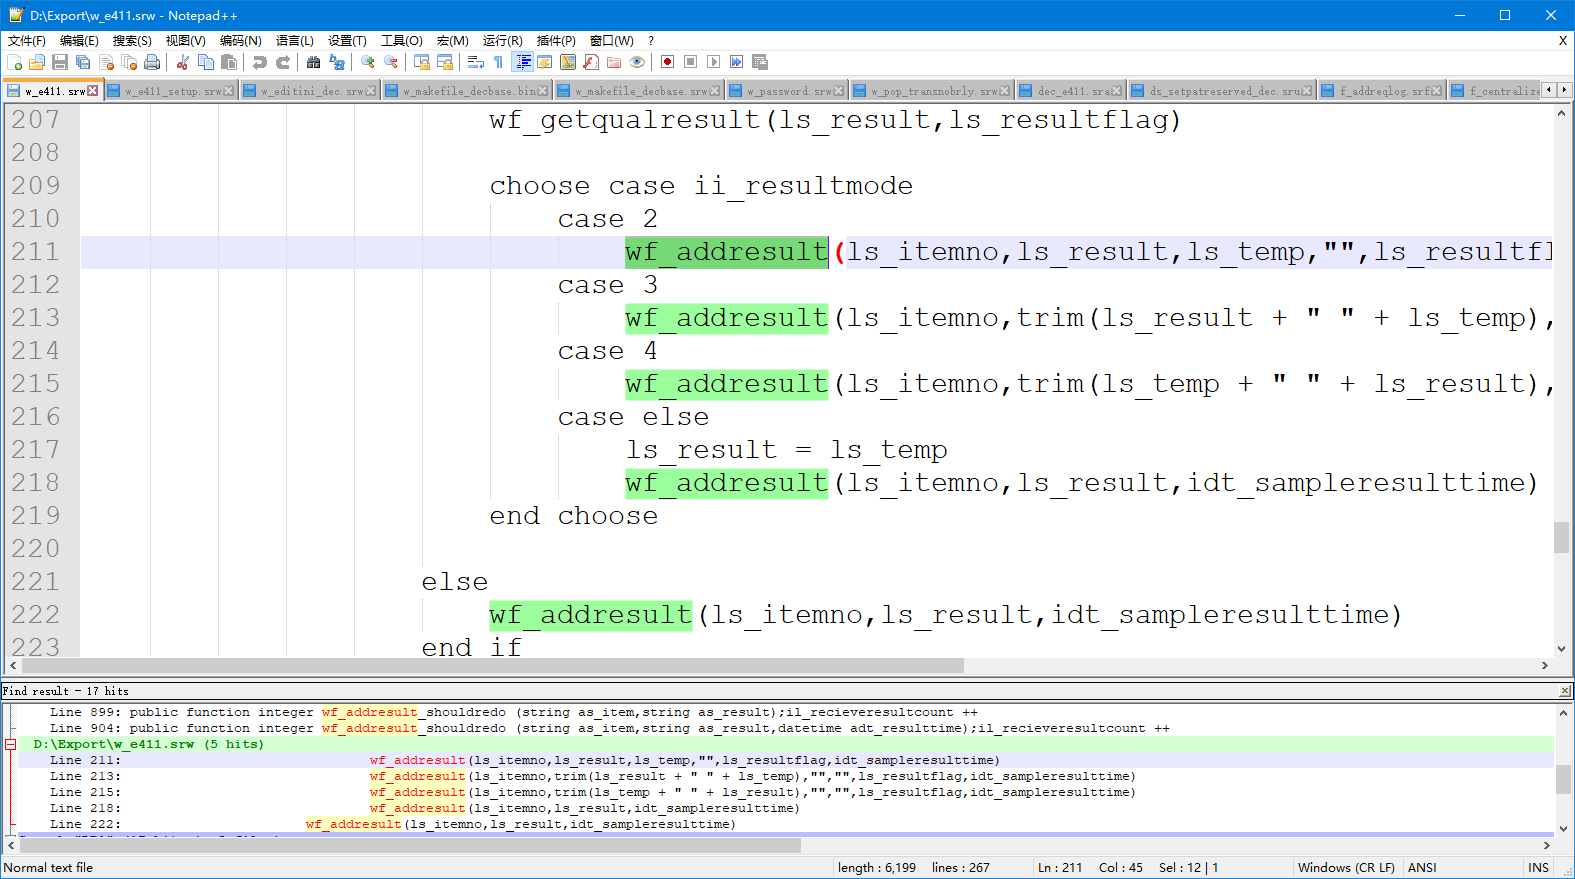 D:\Export\w_e411.srw - Notepad++
文件(F) 编辑(E) 搜索(S) 视图(V) 编码(N) 语言(L) 设置(T) 工具(O) 宏(M) 运行(R) 插件(P) 窗口(W) ? X
w_e411.srw w_e411_setup.srw w_editini_dec.srw w_makefile_decbase.bin w_makefile_decbase.srw w_password.srw w_pop_transnobrly.srw dec_e411.sra ds_setpatreserved_dec.sru f_addreqlog.srf f_centralize
207 wf_getqualresult(ls_result,ls_resultflag)
208
209 choose case ii_resultmode
210 case 2
211 wf_addresult(ls_itemno,ls_result,ls_temp,"",ls_resultfl
212 case 3
213 wf_addresult(ls_itemno,trim(ls_result + " " + ls_temp),
214 case 4
215 wf_addresult(ls_itemno,trim(ls_temp + " " + ls_result),
216 case else
217 ls_result = ls_temp
218 wf_addresult(ls_itemno,ls_result,idt_sampleresulttime)
219 end choose
220
221 else
222 wf_addresult(ls_itemno,ls_result,idt_sampleresulttime)
223 end if
Find result - 17 hits
Line 899: public function integer wf_addresult_shouldredo (string as_item,string as_result);il_recieveresultcount ++
Line 904: public function integer wf_addresult_shouldredo (string as_item,string as_result,datetime adt_resulttime);il_recieveresultcount ++
D:\Export\w_e411.srw (5 hits)
Line 211: wf_addresult(ls_itemno,ls_result,ls_temp,"",ls_resultflag,idt_sampleresulttime)
Line 213: wf_addresult(ls_itemno,trim(ls_result + " " + ls_temp),"","",ls_resultflag,idt_sampleresulttime)
Line 215: wf_addresult(ls_itemno,trim(ls_temp + " " + ls_result),"","",ls_resultflag,idt_sampleresulttime)
Line 218: wf_addresult(ls_itemno,ls_result,idt_sampleresulttime)
Line 222: wf_addresult(ls_itemno,ls_result,idt_sampleresulttime)
Normal text file length : 6,199 lines : 267 Ln : 211 Col : 45 Sel : 12 | 1 Windows (CR LF) ANSI INS